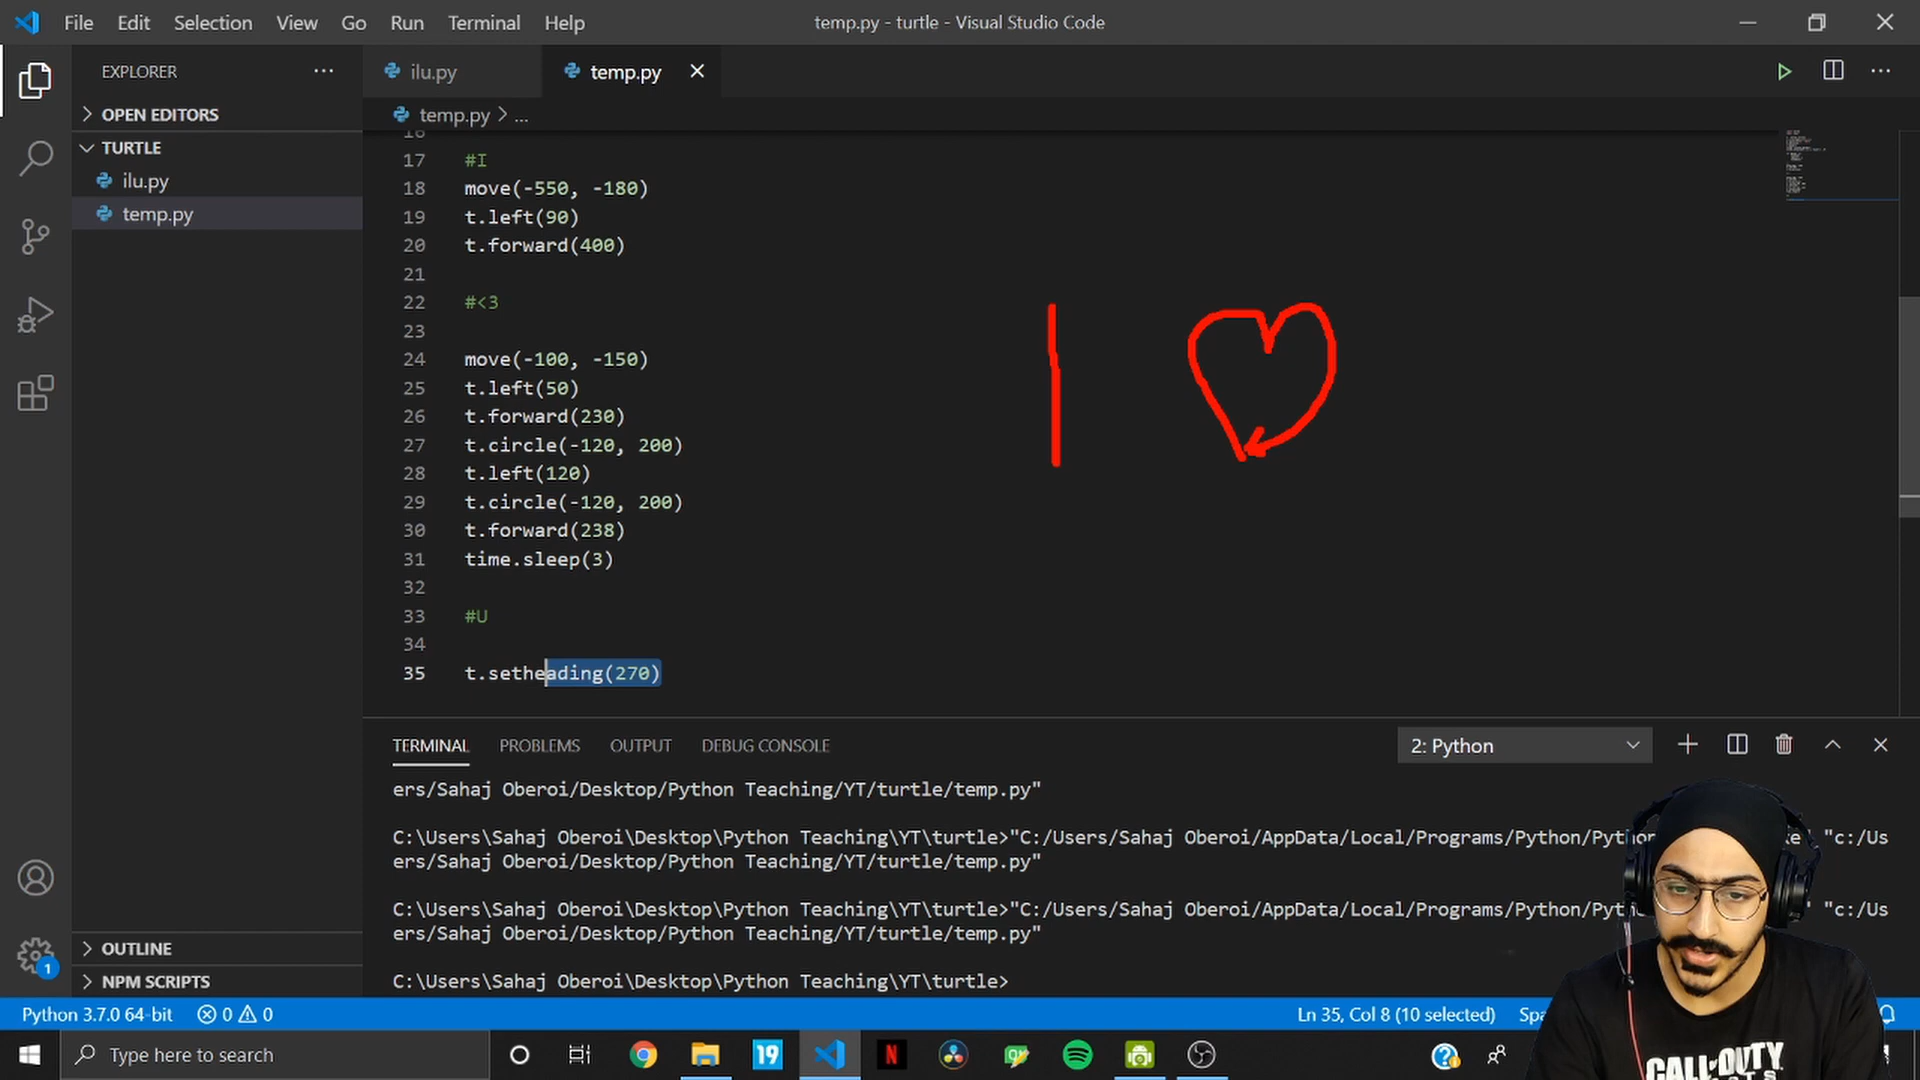 File Edit Selection View Go Run Terminal Help
temp.py - turtle - Visual Studio Code
EXPLORER
ilu.py
temp.py
OPEN EDITORS
temp.py > ...
TURTLE
ilu.py
temp.py
16
17 #I
18 move(-550, -180)
19 t.left(90)
20 t.forward(400)
21
22 #<3
23
24 move(-100, -150)
25 t.left(50)
26 t.forward(230)
27 t.circle(-120, 200)
28 t.left(120)
29 t.circle(-120, 200)
30 t.forward(238)
31 time.sleep(3)
32
33 #U
34
35 t.setheading(270)
I
TERMINAL PROBLEMS OUTPUT DEBUG CONSOLE
2: Python
ers/Sahaj Oberoi/Desktop/Python Teaching/YT/turtle/temp.py"
C:\Users\Sahaj Oberoi\Desktop\Python Teaching\YT\turtle>"C:/Users/Sahaj Oberoi/AppData/Local/Programs/Python/Pyth "c:/Us
ers/Sahaj Oberoi/Desktop/Python Teaching/YT/turtle/temp.py"
C:\Users\Sahaj Oberoi\Desktop\Python Teaching\YT\turtle>"C:/Users/Sahaj Oberoi/AppData/Local/Programs/Python/Pyt "c:/Us
ers/Sahaj Oberoi/Desktop/Python Teaching/YT/turtle/temp.py"
C:\Users\Sahaj Oberoi\Desktop\Python Teaching\YT\turtle>
OUTLINE
NPM SCRIPTS
1
Python 3.7.0 64-bit 0 0
Ln 35, Col 8 (10 selected)
Type here to search
19
N
CALL OF DUTY